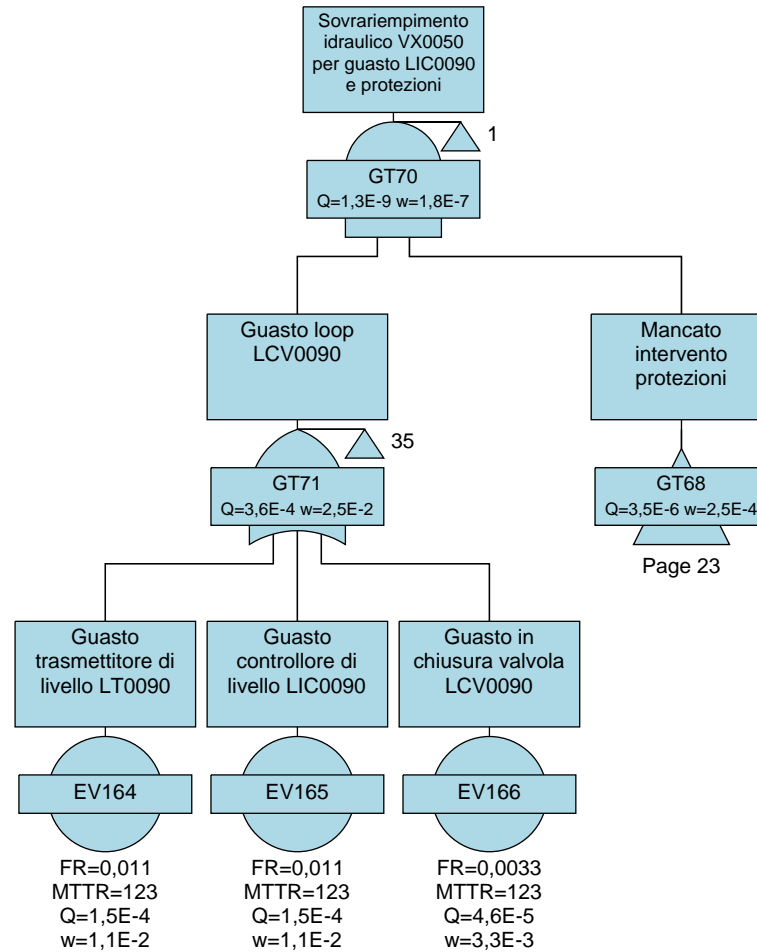 Sovrariempimento
idraulico VX0050
per guasto LIC0090
e protezioni
1
GT70
Q=1,3E-9 w=1,8E-7
Guasto loop
LCV0090
Mancato
intervento
protezioni
35
GT71
Q=3,6E-4 w=2,5E-2
GT68
Q=3,5E-6 w=2,5E-4
Page 23
Guasto
trasmettitore di
livello LT0090
Guasto
controllore di
livello LIC0090
Guasto in
chiusura valvola
LCV0090
EV164
EV165
EV166
FR=0,011
MTTR=123
Q=1,5E-4
w=1,1E-2
FR=0,011
MTTR=123
Q=1,5E-4
w=1,1E-2
FR=0,0033
MTTR=123
Q=4,6E-5
w=3,3E-3